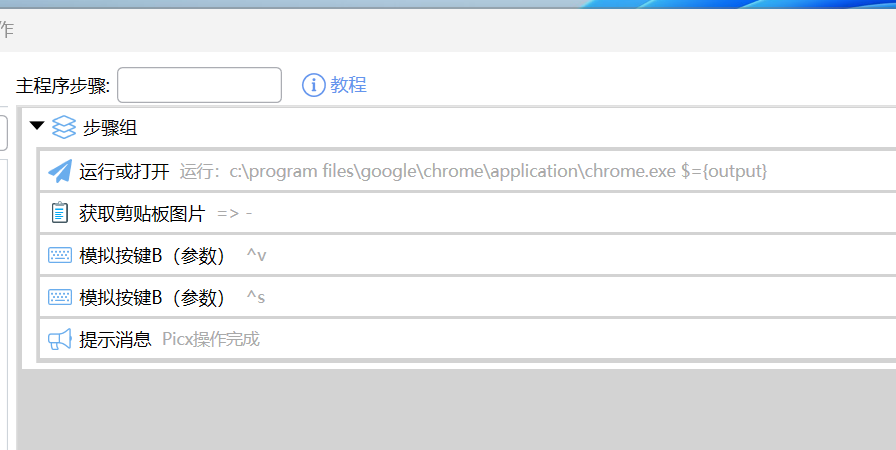 作
主程序步骤: 教程
步骤组
运行或打开 运行: c:\program files\google\chrome\application\chrome.exe $={output}
获取剪贴板图片 => -
模拟按键B（参数） ^v
模拟按键B（参数） ^s
提示消息 Picx操作完成